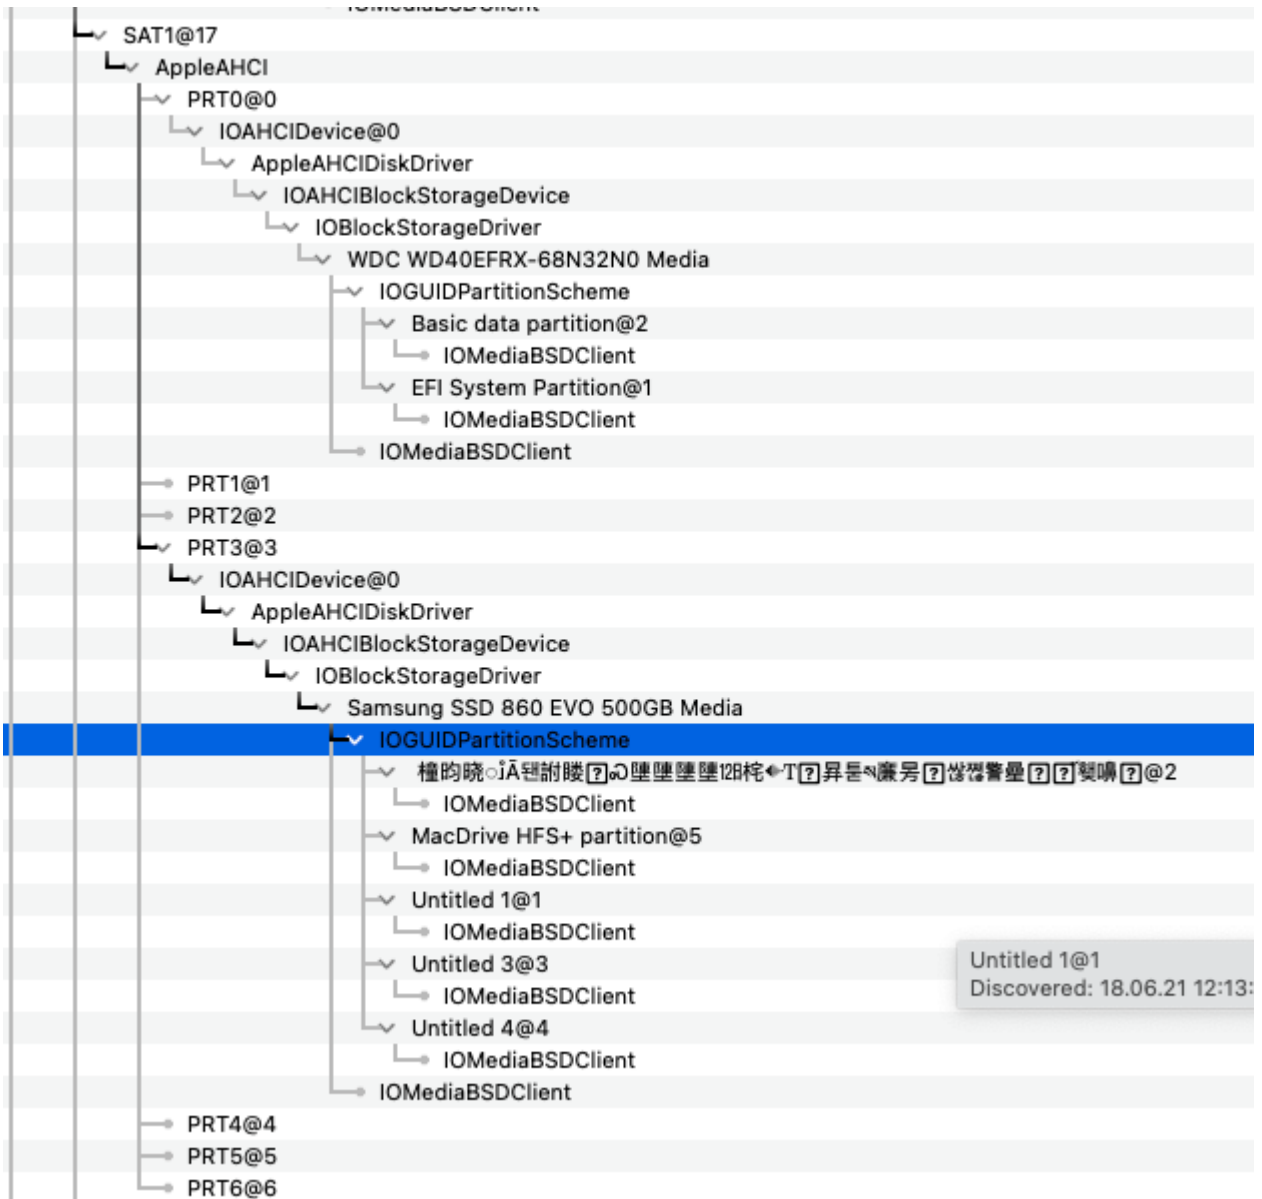 SAT1@17
AppleAHCI
PRT0@0
IOAHCIDevice@0
AppleAHCIDiskDriver
IOAHCIBlockStorageDevice
IOBlockStorageDriver
WDC WD40EFRX-68N32N0 Media
IOGUIDPartitionScheme
Basic data partition@2
IOMediaBSDClient
EFI System Partition@1
IOMediaBSDClient
IOMediaBSDClient
PRT1@1
PRT2@2
PRT3@3
IOAHCIDevice@0
AppleAHCIDiskDriver
IOAHCIBlockStorageDevice
IOBlockStorageDriver
Samsung SSD 860 EVO 500GB Media
IOGUIDPartitionScheme
@2
IOMediaBSDClient
MacDrive HFS+ partition@5
IOMediaBSDClient
Untitled 1@1
IOMediaBSDClient
Untitled 3@3
IOMediaBSDClient
Untitled 4@4
IOMediaBSDClient
IOMediaBSDClient
PRT4@4
PRT5@5
PRT6@6
Untitled 1@1
Discovered: 18.06.21 12:13: